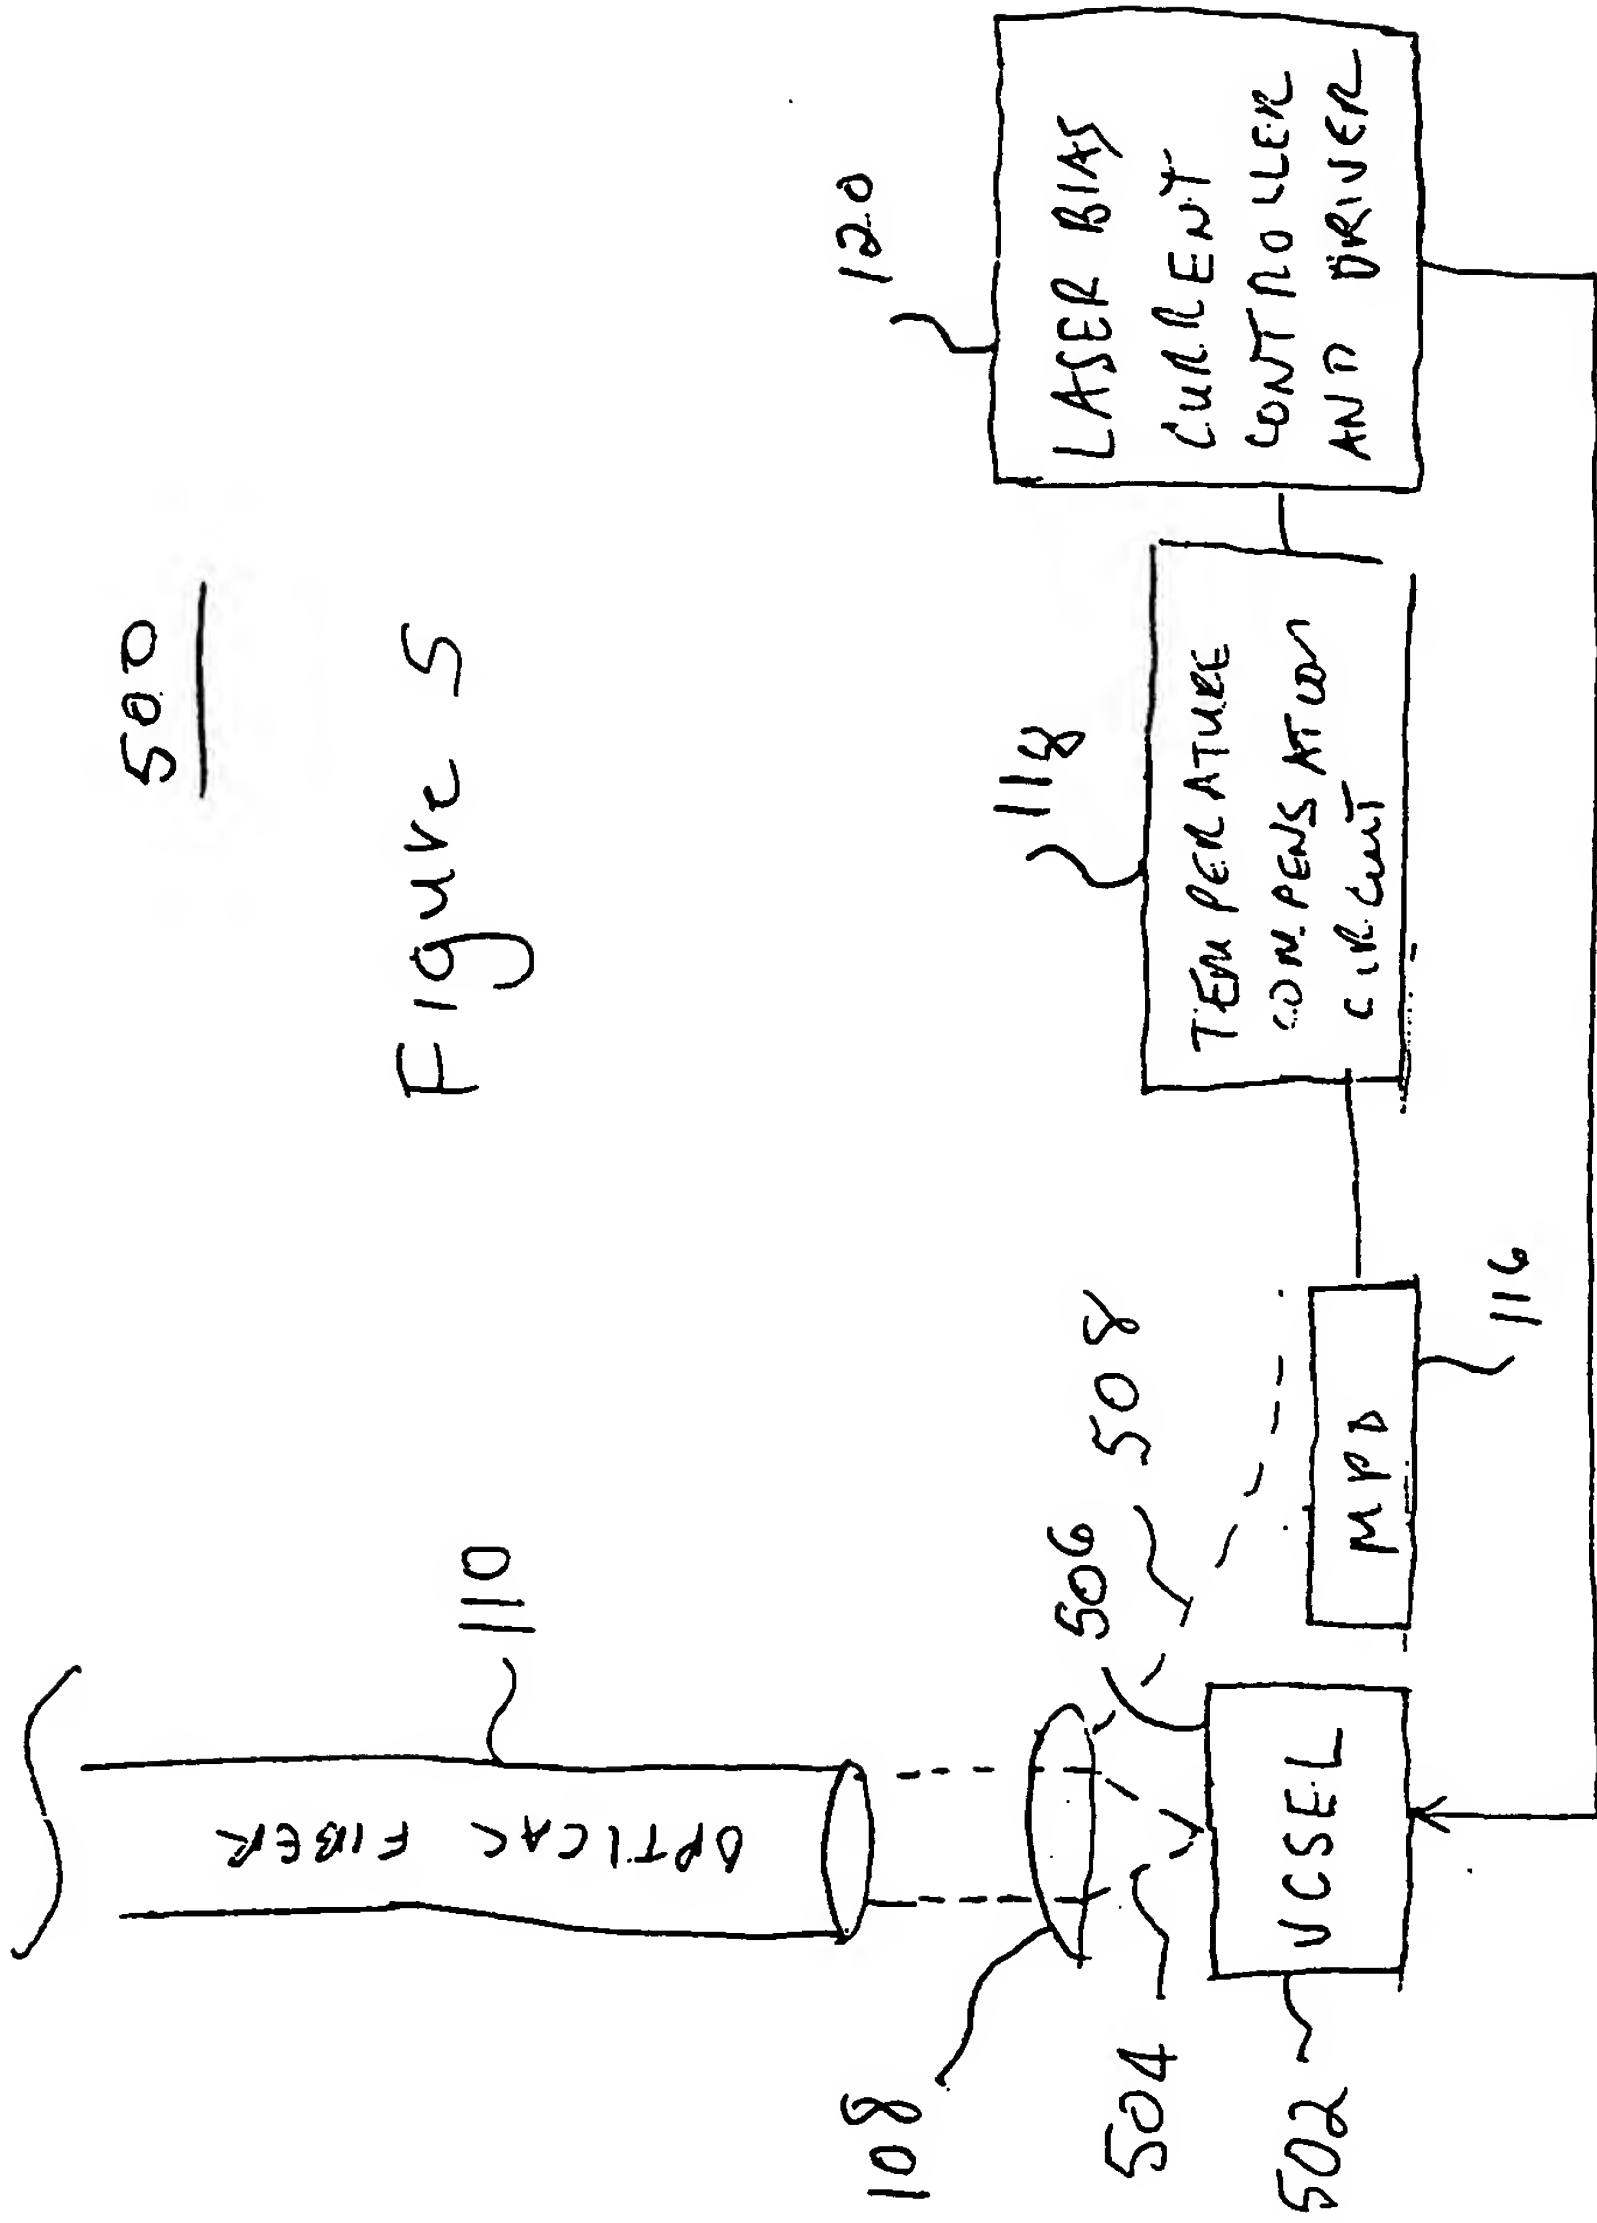 500
Figure 5
110
OPTICAL FIBER
120
LASER BIAS
CURRENT
CONTROLLER
AND DRIVER
118
TEMPERATURE
COMPENSATION
CIRCUIT
108
506
508
504
502
VCSEL
MPD
116